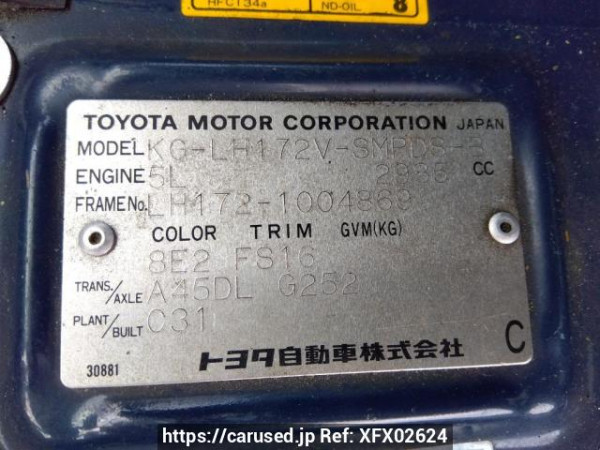 HFC134a ND-OIL 8
TOYOTA MOTOR CORPORATION JAPAN
MODEL KG-LH172V-SMPDS-R
ENGINE 5L 2985 CC
FRAME No. LH172-1004869
COLOR TRIM GVM(KG)
8E2 FS16
TRANS./AXLE A45DL G252
PLANT/BUILT C31
30881 トヨタ自動車株式会社 C
https://carused.jp Ref: XFX02624